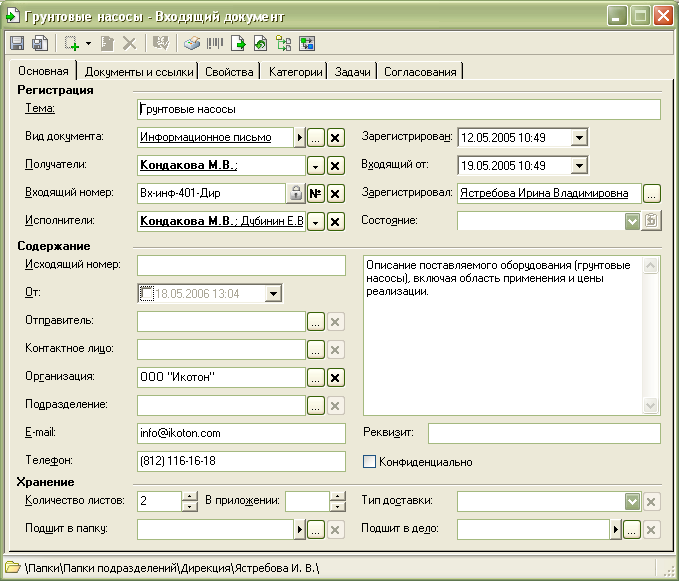 Грунтовые насосы - Входящий документ
Основная Документы и ссылки Свойства Категории Задачи Согласования
Регистрация
Тема: Грунтовые насосы
Вид документа: Информационное письмо ... Зарегистрирован: 12.05.2005 10:49
Получатели: Кондакова М.В.; Входящий от: 19.05.2005 10:49
Входящий номер: Вх-инф-401-Дир № Зарегистрировал: Ястребова Ирина Владимировна ...
Исполнители: Кондакова М.В.; Дубинин Е.В Состояние:
Содержание
Исходящий номер: Описание поставляемого оборудования (грунтовые
насосы), включая область применения и цены
реализации.
От: 18.05.2006 13:04
Отправитель: ...
Контактное лицо: ...
Организация: ООО "Икотон" ...
Подразделение: ...
E-mail: info@ikoton.com Реквизит:
Телефон: (812) 116-16-18 Конфиденциально
Хранение
Количество листов: 2 В приложении: Тип доставки:
Подшит в папку: ... Подшит в дело: ...
\Папки\Папки подразделений\Дирекция\Ястребова И. В.\